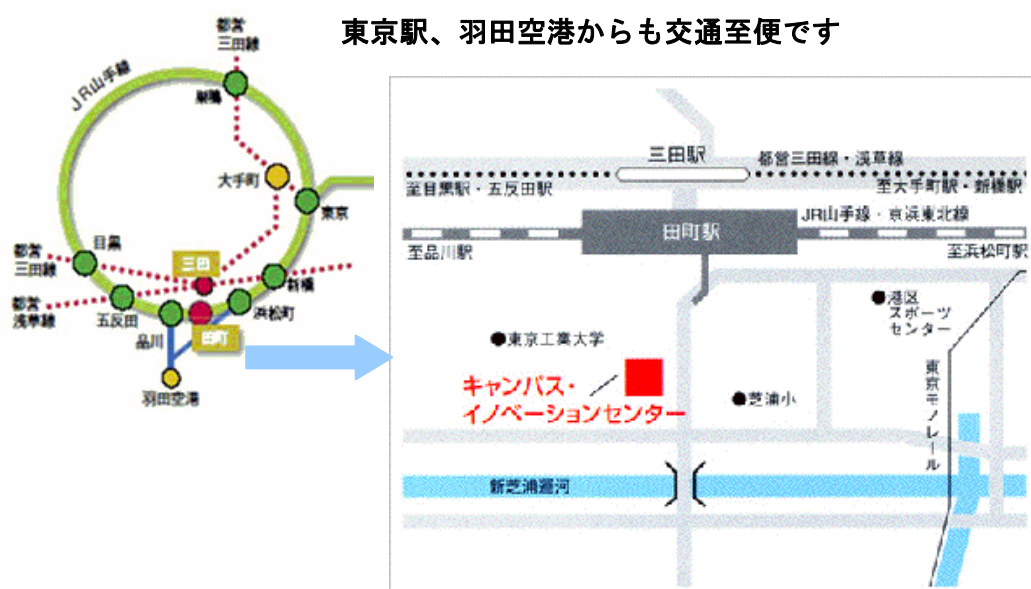 東京駅、羽田空港からも交通至便です
都営
三田線
JR山手線
巣鴨
大手町
東京
目黒
都営
三田線
三田
新橋
都営
浅草線
五反田
浜松町
品川
田町
羽田空港
三田駅
都営三田線・浅草線
至目黒駅・五反田駅
至大手町駅・新橋駅
田町駅
JR山手線・京浜東北線
至品川駅
至浜松町駅
港区
スポーツ
センター
東京工業大学
キャンパス・
イノベーションセンター
芝浦小
東京モノレール
新芝浦運河